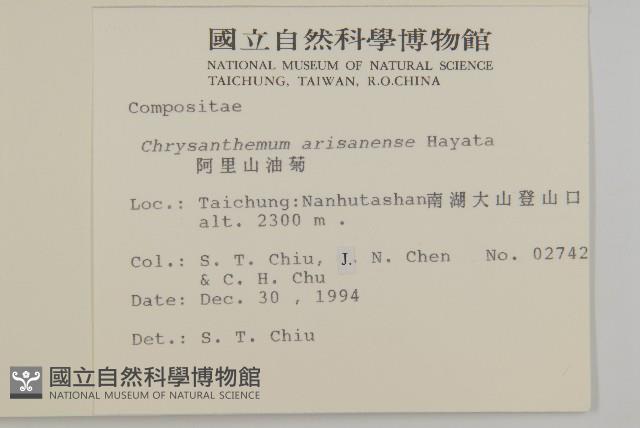 國立自然科學博物館
NATIONAL MUSEUM OF NATURAL SCIENCE
TAICHUNG, TAIWAN, R.O.CHINA
Compositae
Chrysanthemum arisanense Hayata
阿里山油菊
Loc.: Taichung:Nanhutashan南湖大山登山口
alt. 2300 m .
Col.: S. T. Chiu, J. N. Chen No. 02742
& C. H. Chu
Date: Dec. 30 , 1994
Det.: S. T. Chiu
國立自然科學博物館
NATIONAL MUSEUM OF NATURAL SCIENCE